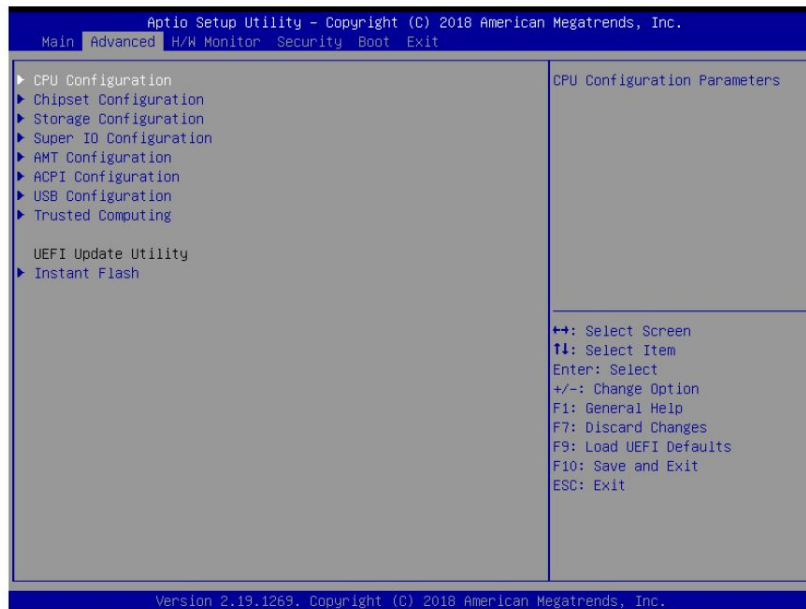 Aptio Setup Utility – Copyright (C) 2018 American Megatrends, Inc.
Main Advanced H/W Monitor Security Boot Exit
▶ CPU Configuration
▶ Chipset Configuration
▶ Storage Configuration
▶ Super IO Configuration
▶ AMT Configuration
▶ ACPI Configuration
▶ USB Configuration
▶ Trusted Computing
UEFI Update Utility
▶ Instant Flash
CPU Configuration Parameters
↔: Select Screen
↑↓: Select Item
Enter: Select
+/-: Change Option
F1: General Help
F7: Discard Changes
F9: Load UEFI Defaults
F10: Save and Exit
ESC: Exit
Version 2.19.1269. Copyright (C) 2018 American Megatrends, Inc.